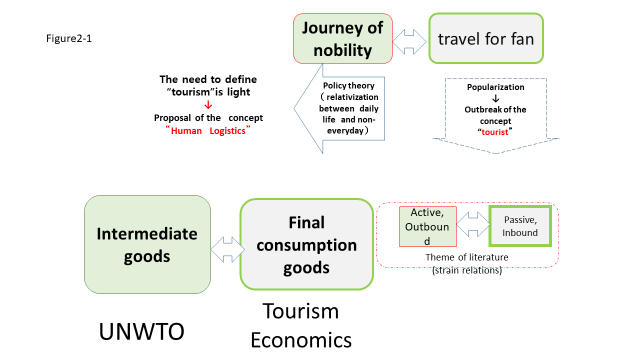 Figure2-1
Journey of
nobility
travel for fan
The need to define
"tourism"is light
↓
Proposal of the concept
"Human Logistics"
Policy theory
( relativization
between daily
life and non-
everyday )
Popularization
↓
Outbreak of the
concept
"tourist"
Intermediate
goods
Final
consumption
goods
Active,
Outboun
d
Passive,
Inbound
Theme of literature
(strain relations)
UNWTO
Tourism
Economics